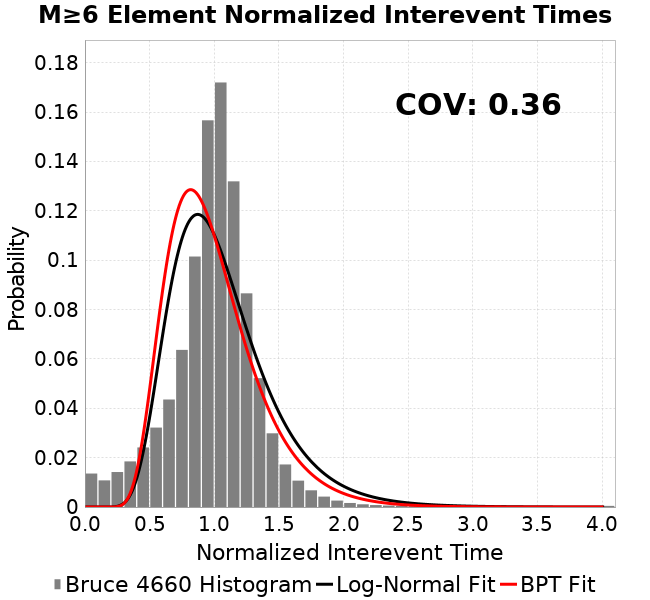 M≥6 Element Normalized Interevent Times
COV: 0.36
0.18
0.16
0.14
0.12
0.1
0.08
0.06
0.04
0.02
0
Probability
0.0 0.5 1.0 1.5 2.0 2.5 3.0 3.5 4.0
Normalized Interevent Time
Bruce 4660 Histogram Log-Normal Fit BPT Fit